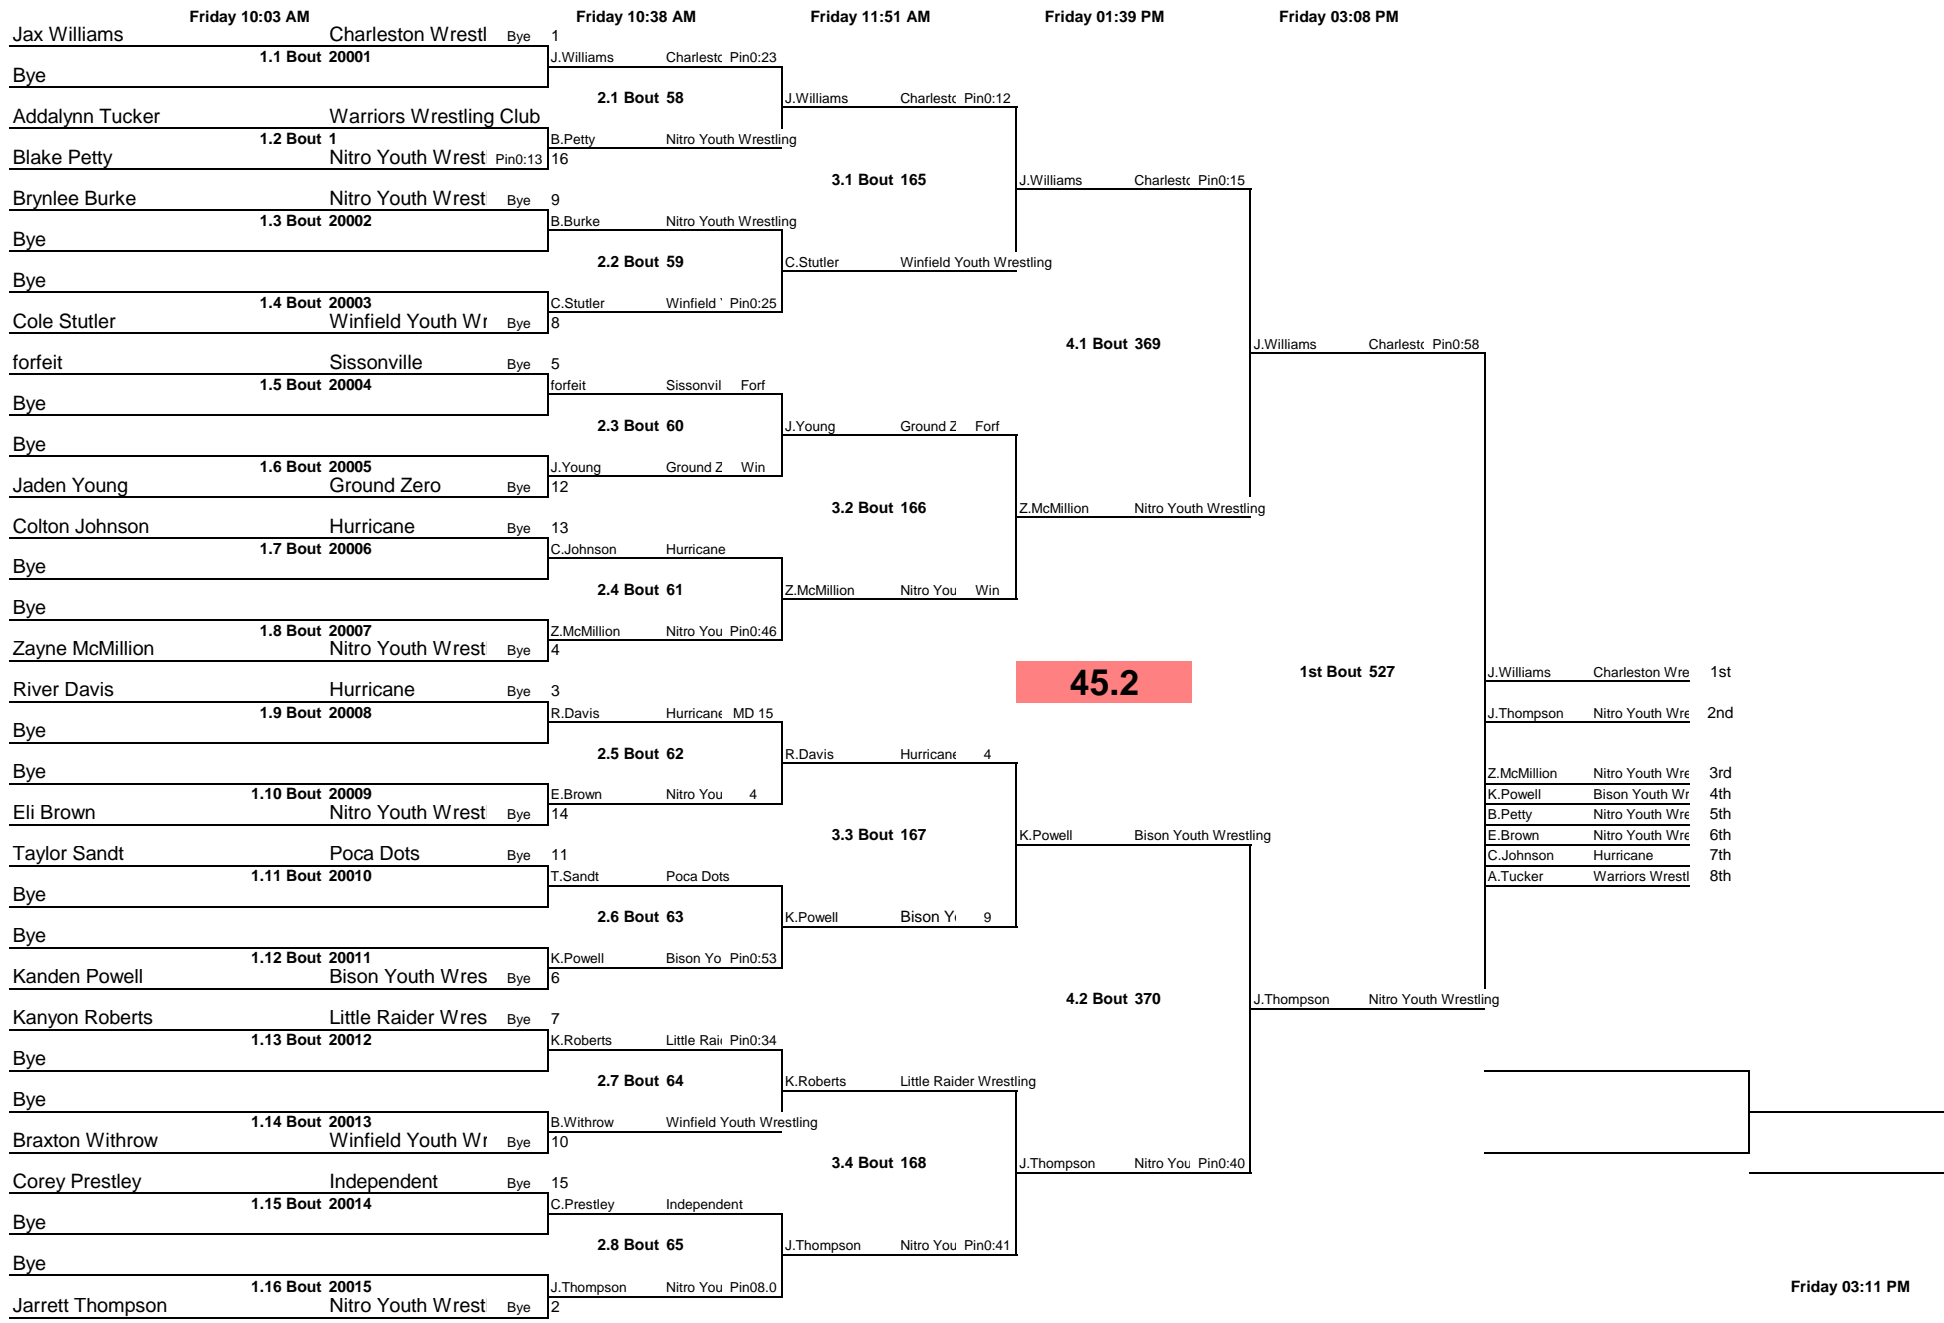 Friday 10:03 AM Friday 10:38 AM Friday 11:51 AM Friday 01:39 PM Friday 03:08 PM
Jax Williams Charleston Wrestl Bye 1
1.1 Bout 20001 J.Williams Charlestc Pin0:23
Bye
2.1 Bout 58 J.Williams Charlestc Pin0:12
Addalynn Tucker Warriors Wrestling Club
1.2 Bout 1 B.Petty Nitro Youth Wrestling
Blake Petty Nitro Youth Wrestl Pin0:13 16
3.1 Bout 165 J.Williams Charlestc Pin0:15
Brynlee Burke Nitro Youth Wrestl Bye 9
1.3 Bout 20002 B.Burke Nitro Youth Wrestling
Bye
2.2 Bout 59 C.Stutler Winfield Youth Wrestling
Bye
1.4 Bout 20003 C.Stutler Winfield Y Pin0:25
Cole Stutler Winfield Youth Wr Bye 8
4.1 Bout 369 J.Williams Charlestc Pin0:58
forfeit Sissonville Bye 5
1.5 Bout 20004 forfeit Sissonvil Forf
Bye
2.3 Bout 60 J.Young Ground Z Forf
Bye
1.6 Bout 20005 J.Young Ground Z Win
Jaden Young Ground Zero Bye 12
3.2 Bout 166 Z.McMillion Nitro Youth Wrestling
Colton Johnson Hurricane Bye 13
1.7 Bout 20006 C.Johnson Hurricane
Bye
2.4 Bout 61 Z.McMillion Nitro You Win
Bye
1.8 Bout 20007 Z.McMillion Nitro You Pin0:46
Zayne McMillion Nitro Youth Wrestl Bye 4
45.2 1st Bout 527 J.Williams Charleston Wre 1st
River Davis Hurricane Bye 3
1.9 Bout 20008 R.Davis Hurricane MD 15 J.Thompson Nitro Youth Wre 2nd
Bye
2.5 Bout 62 R.Davis Hurricane 4
Bye Z.McMillion Nitro Youth Wre 3rd
1.10 Bout 20009 E.Brown Nitro You 4 K.Powell Bison Youth Wr 4th
Eli Brown Nitro Youth Wrestl Bye 14 B.Petty Nitro Youth Wre 5th
3.3 Bout 167 K.Powell Bison Youth Wrestling E.Brown Nitro Youth Wre 6th
Taylor Sandt Poca Dots Bye 11 C.Johnson Hurricane 7th
1.11 Bout 20010 T.Sandt Poca Dots A.Tucker Warriors Wrestl 8th
Bye
2.6 Bout 63 K.Powell Bison Y 9
Bye
1.12 Bout 20011 K.Powell Bison Yo Pin0:53
Kanden Powell Bison Youth Wres Bye 6
4.2 Bout 370 J.Thompson Nitro Youth Wrestling
Kanyon Roberts Little Raider Wres Bye 7
1.13 Bout 20012 K.Roberts Little Rai Pin0:34
Bye
2.7 Bout 64 K.Roberts Little Raider Wrestling
Bye
1.14 Bout 20013 B.Withrow Winfield Youth Wrestling
Braxton Withrow Winfield Youth Wr Bye 10
3.4 Bout 168 J.Thompson Nitro You Pin0:40
Corey Prestley Independent Bye 15
1.15 Bout 20014 C.Prestley Independent
Bye
2.8 Bout 65 J.Thompson Nitro You Pin0:41
Bye
1.16 Bout 20015 J.Thompson Nitro You Pin08.0 Friday 03:11 PM
Jarrett Thompson Nitro Youth Wrestl Bye 2